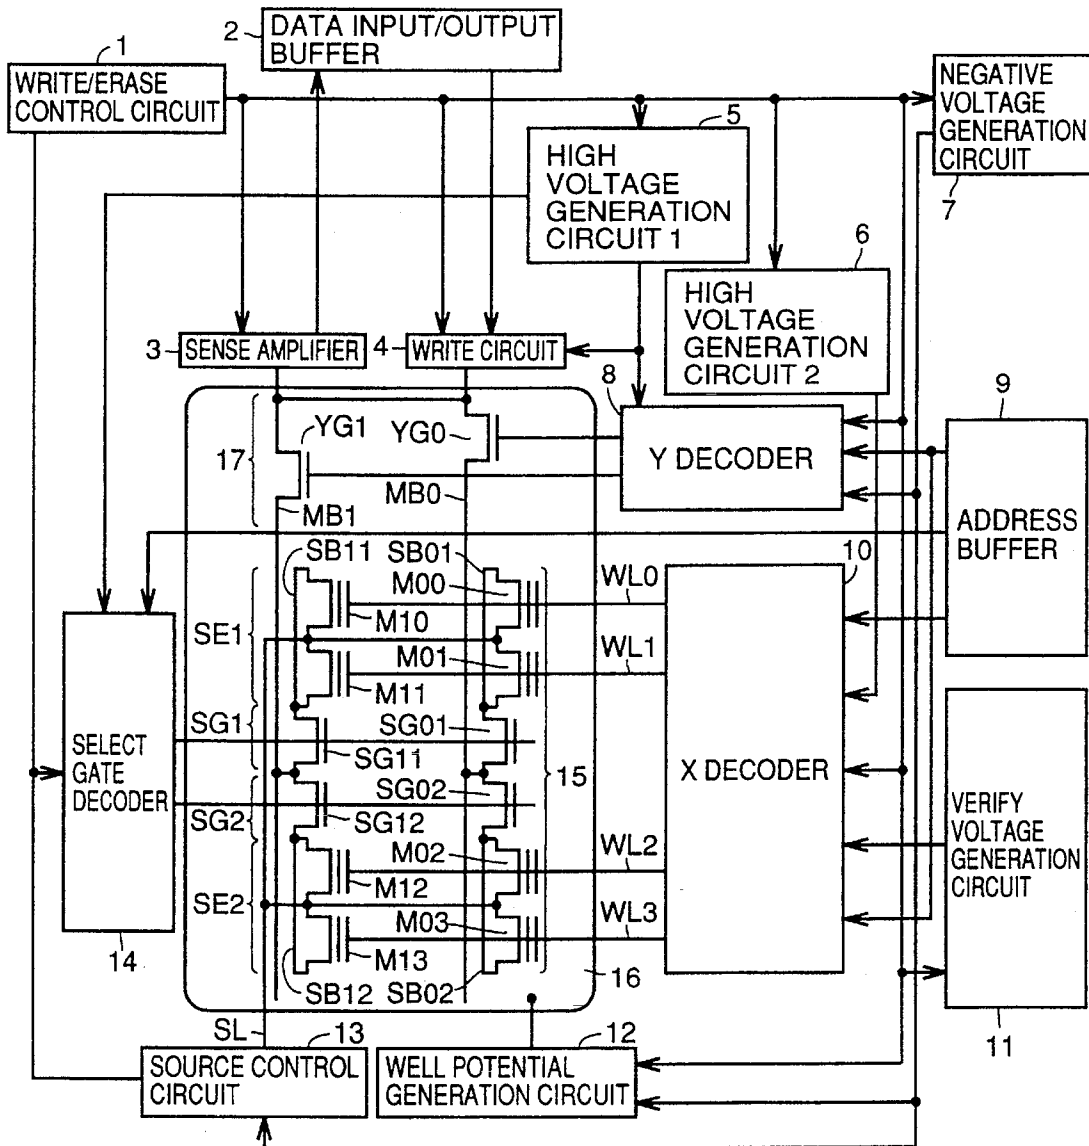 1
WRITE/ERASE
CONTROL CIRCUIT
2
DATA INPUT/OUTPUT
BUFFER
NEGATIVE
VOLTAGE
GENERATION
CIRCUIT
7
5
HIGH
VOLTAGE
GENERATION
CIRCUIT 1
6
HIGH
VOLTAGE
GENERATION
CIRCUIT 2
3
SENSE AMPLIFIER
4
WRITE CIRCUIT
8
Y DECODER
9
ADDRESS
BUFFER
17
YG1
YG0
MB0
MB1
SB11
SB01
M00
WL0
10
SE1
M10
M01
WL1
M11
SG1
SG01
SG11
X DECODER
15
SELECT
GATE
DECODER
SG02
SG2
SG12
M02
WL2
M12
SE2
M03
WL3
M13
14
SB12
SB02
16
VERIFY
VOLTAGE
GENERATION
CIRCUIT
11
SL
13
SOURCE CONTROL
CIRCUIT
12
WELL POTENTIAL
GENERATION CIRCUIT